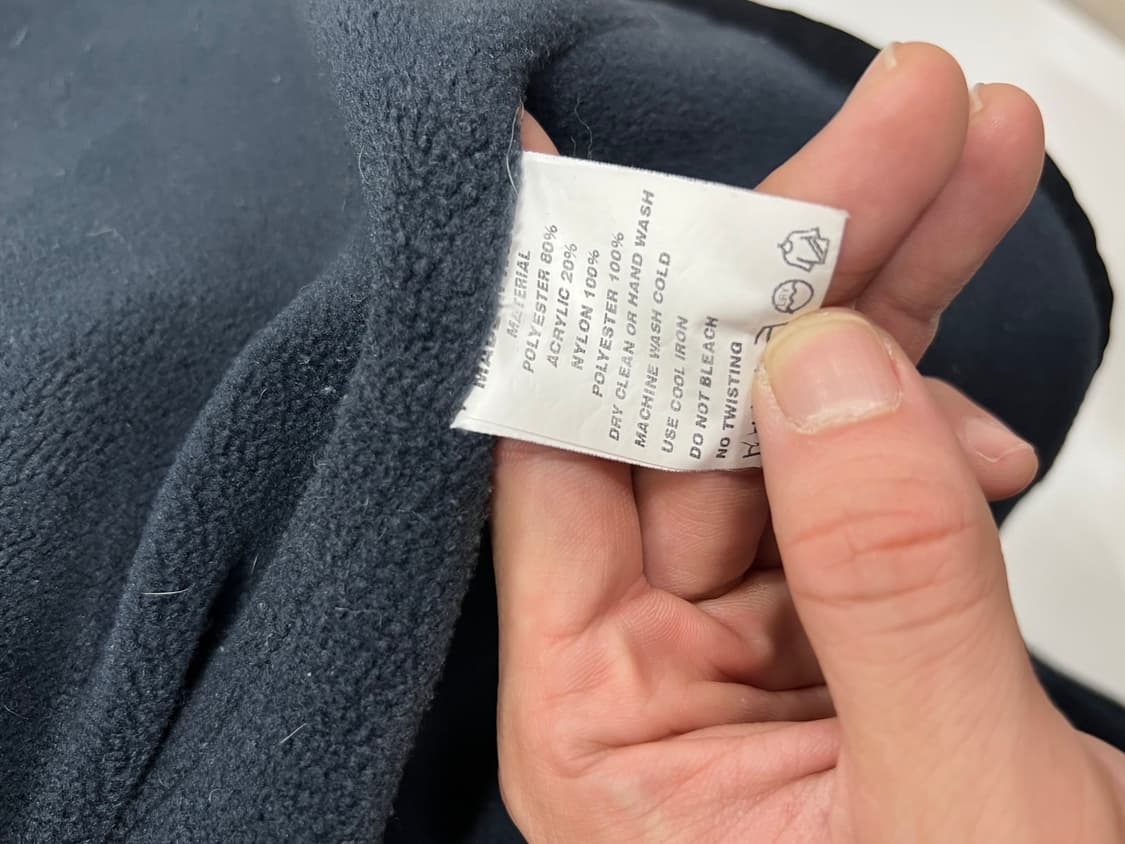 MATERIAL
POLYESTER 80%
ACRYLIC 20%
NYLON 100%
POLYESTER 100%
DRY CLEAN OR HAND WASH
MACHINE WASH COLD
USE COOL IRON
DO NOT BLEACH
NO TWISTING